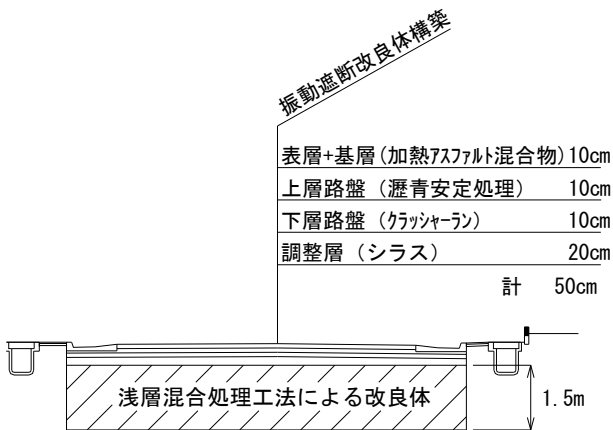 振動遮断改良体構築
表層+基層(加熱ｱｽﾌｧﾙﾄ混合物)10cm
上層路盤（瀝青安定処理） 10cm
下層路盤（ｸﾗｯｼｬｰﾗﾝ） 10cm
調整層（シラス） 20cm
計 50cm
浅層混合処理工法による改良体
1.5m